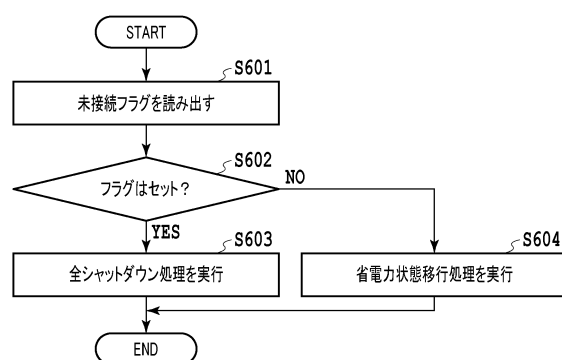 START
S601
未接続フラグを読み出す
S602
フラグはセット？
NO
YES
S603
全シャットダウン処理を実行
S604
省電力状態移行処理を実行
END